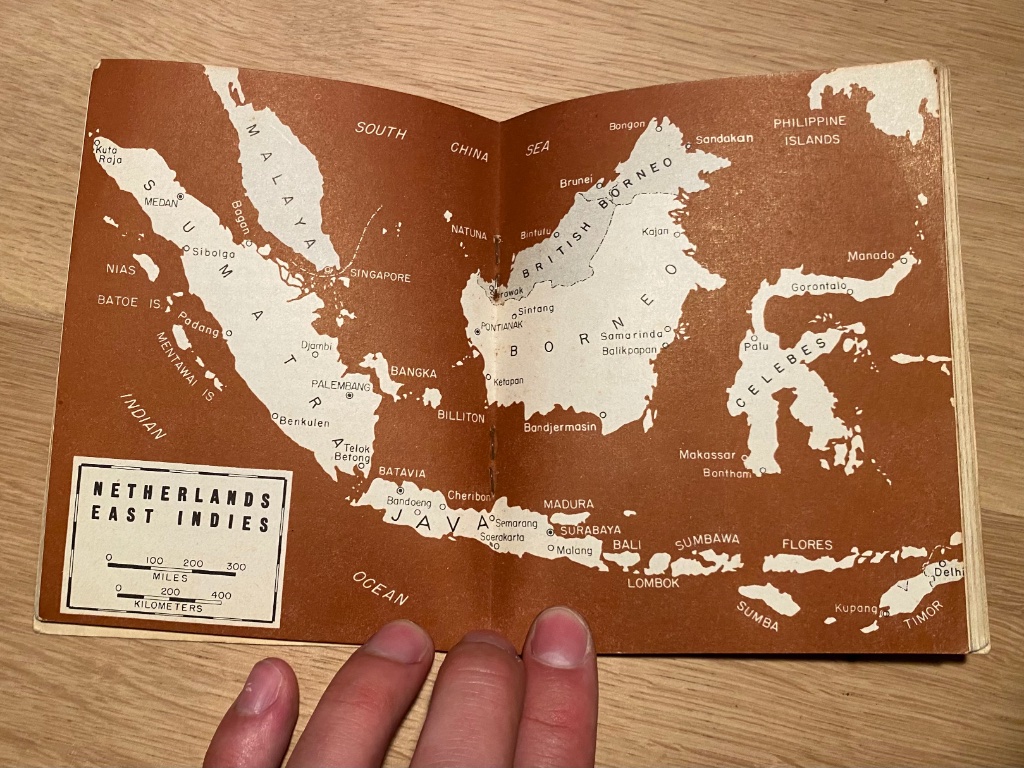 SOUTH
CHINA
SEA
PHILIPPINE
ISLANDS
Bongon
Sandakan
Kuta
Raja
MALAYA
SUMATRA
MEDAN
Bagan
Sibolga
NIAS
BATOE IS.
Padang
MENTAWAI IS
SINGAPORE
NATUNA
Brunei
BRITISH BORNEO
Bintulu
Kajan
Manado
Gorontalo
Sintang
PONTIANAK
BORNEO
Samarinda
Balikpapan
Palu
CELEBES
Djambi
BANGKA
PALEMBANG
BILLITON
Ketapan
Bandjermasin
Benkulen
Telok
Betong
INDIAN
OCEAN
Makassar
Bontham
BATAVIA
Bandoeng
Cheribon
JAVA
Semarang
Soerakarta
MADURA
SURABAYA
Malang
BALI
LOMBOK
SUMBAWA
FLORES
SUMBA
Kupang
Delhi
TIMOR
NETHERLANDS
EAST INDIES
0 100 200 300
MILES
0 200 400
KILOMETERS